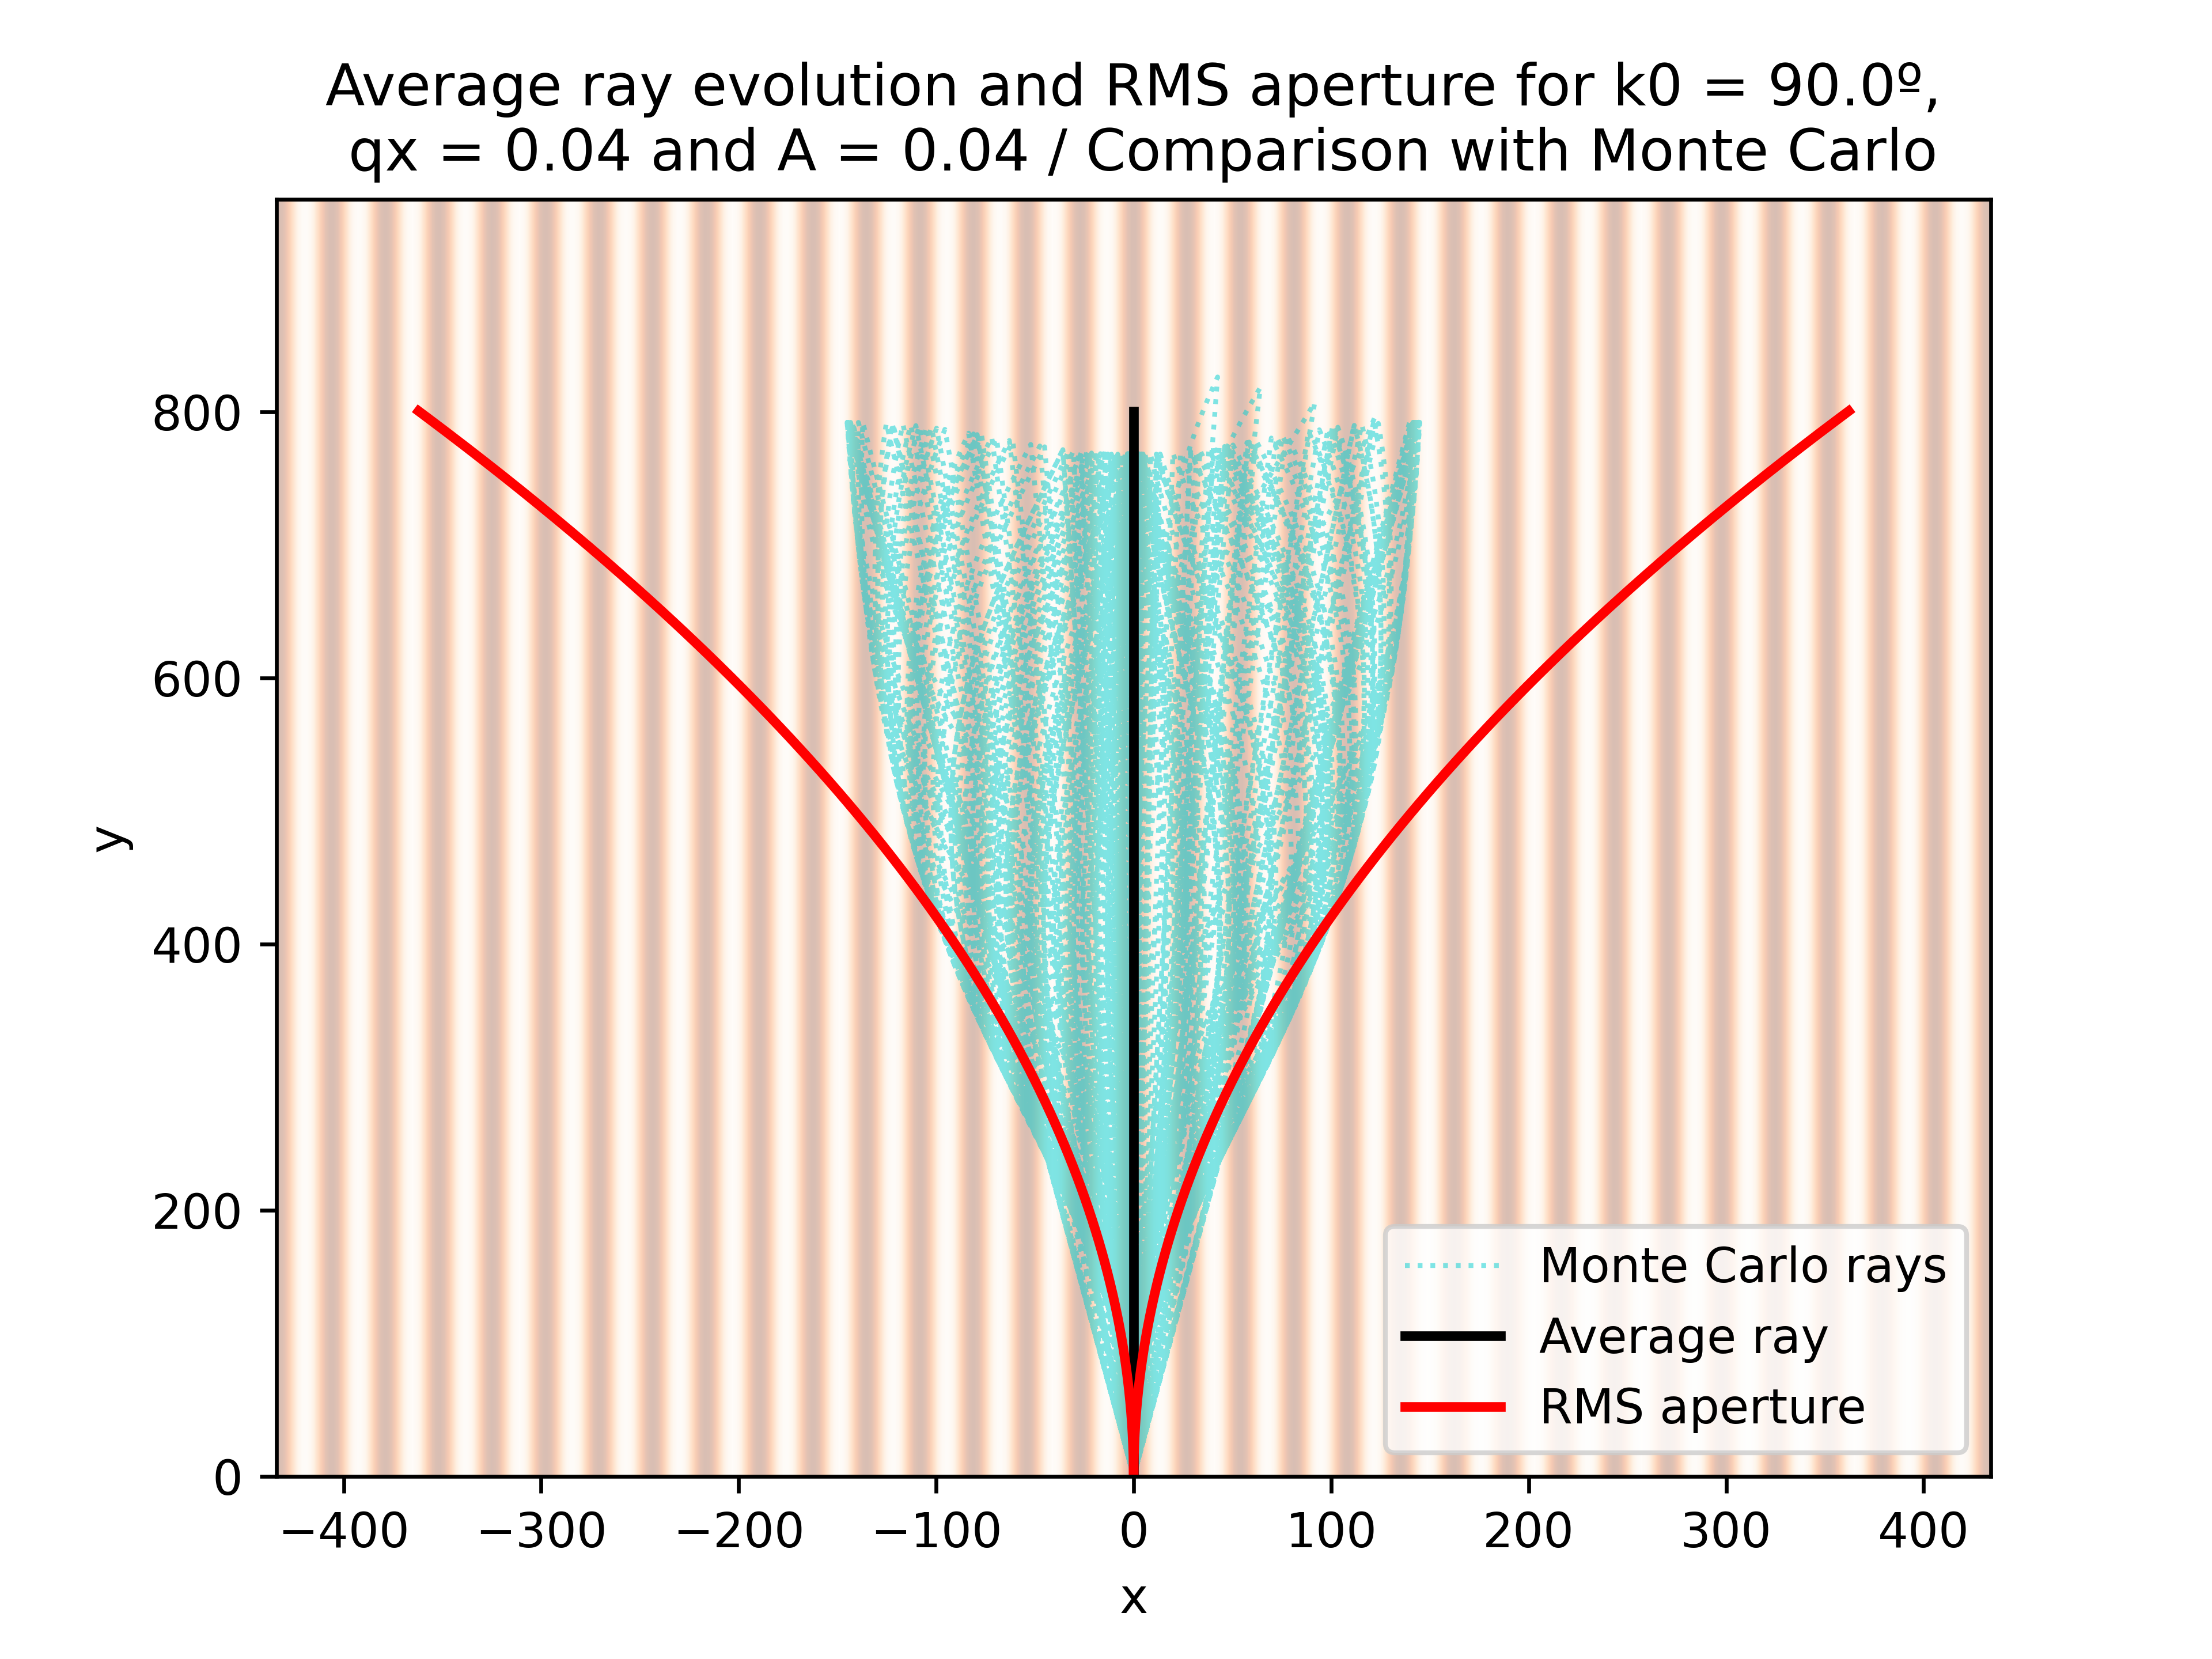 Average ray evolution and RMS aperture for k0 = 90.0º,
qx = 0.04 and A = 0.04 / Comparison with Monte Carlo
y
800
600
400
200
0
Monte Carlo rays
Average ray
RMS aperture
−400 −300 −200 −100 0 100 200 300 400
x